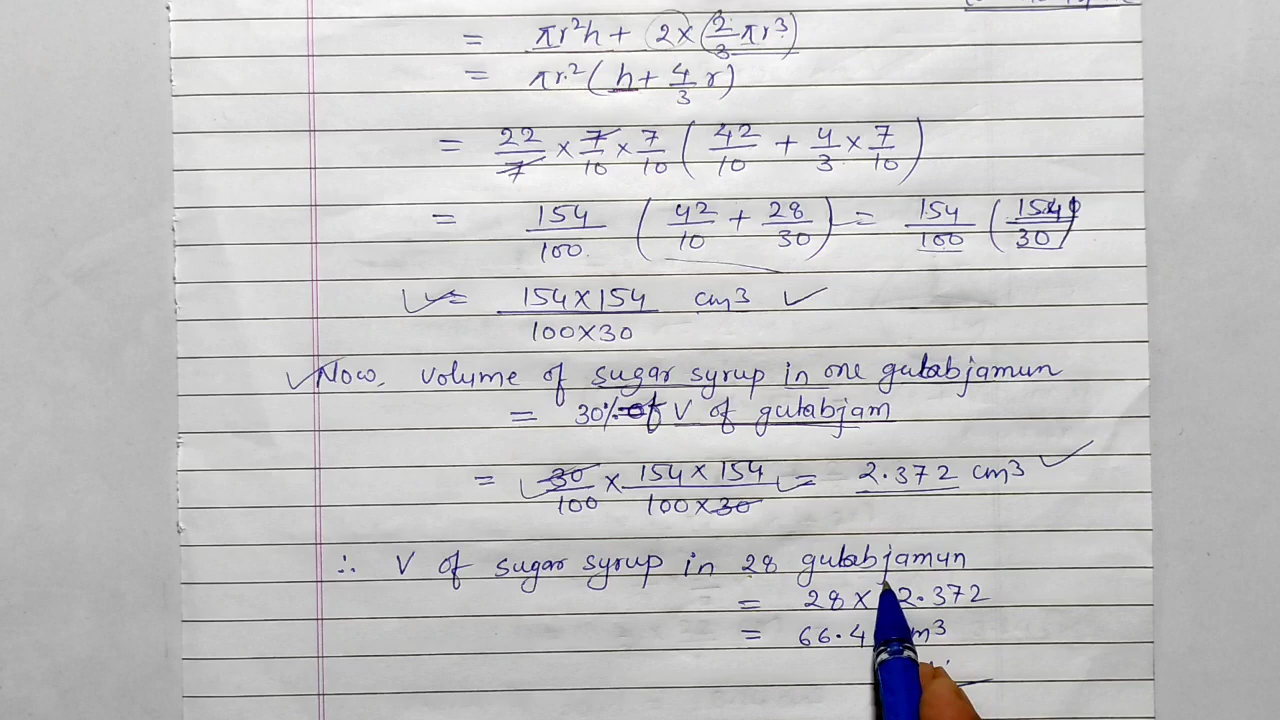 = πr²h + 2×(2/3 πr³)
= πr²(h + 4/3 r)
= 22/7 × 7/10 × 7/10 (42/10 + 4/3 × 7/10)
= 154/100 (42/10 + 28/30) = 154/100 (154/30)
= 154×154/100×30 cm3
Now, volume of sugar syrup in one gulabjamun
= 30% of V of gulabjam
= 30/100 × 154×154/100×30 = 2.372 cm3
∴ V of sugar syrup in 28 gulabjamun
= 28× 2.372
= 66.4 m3